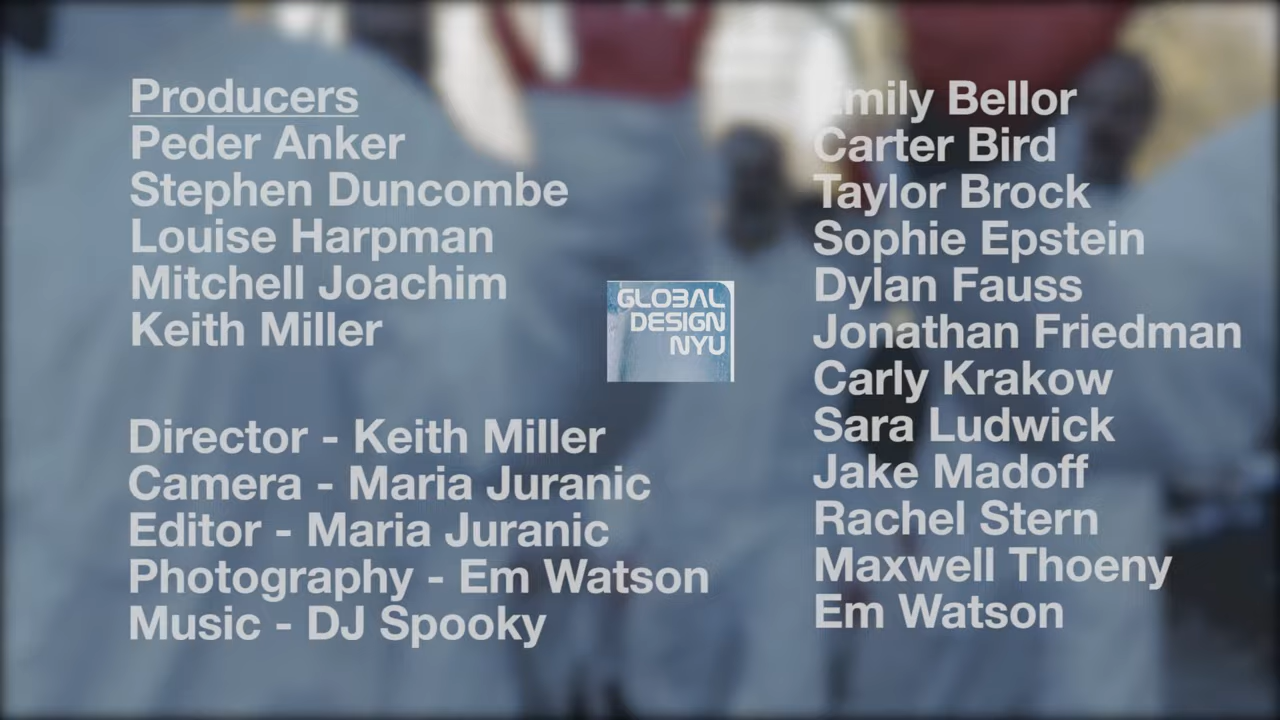 Producers
Peder Anker
Stephen Duncombe
Louise Harpman
Mitchell Joachim
Keith Miller
Director - Keith Miller
Camera - Maria Juranic
Editor - Maria Juranic
Photography - Em Watson
Music - DJ Spooky
GLOBAL
DESIGN
NYU
Emily Bellor
Carter Bird
Taylor Brock
Sophie Epstein
Dylan Fauss
Jonathan Friedman
Carly Krakow
Sara Ludwick
Jake Madoff
Rachel Stern
Maxwell Thoeny
Em Watson